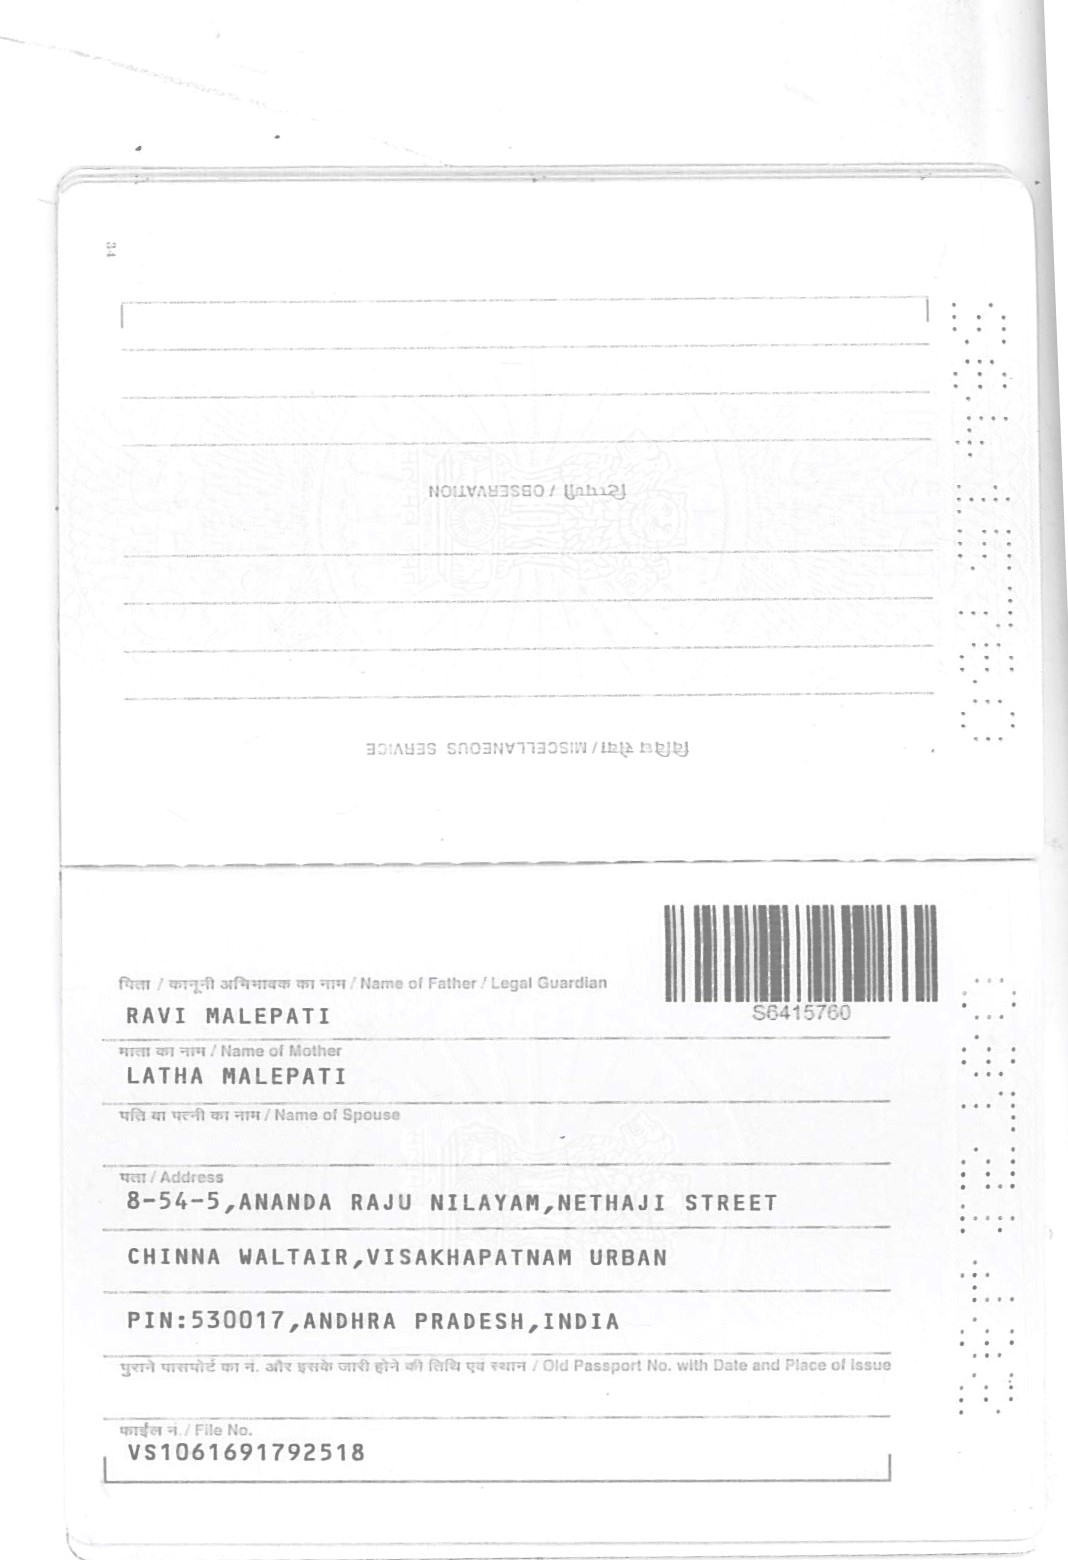 34
टिप्पणी / OBSERVATION
विविध सेवा / MISCELLANEOUS SERVICE
S6415760
पिता / कानूनी अभिभावक का नाम / Name of Father / Legal Guardian
RAVI MALEPATI
माता का नाम / Name of Mother
LATHA MALEPATI
पति या पत्नी का नाम / Name of Spouse
पता / Address
8-54-5,ANANDA RAJU NILAYAM,NETHAJI STREET
CHINNA WALTAIR,VISAKHAPATNAM URBAN
PIN:530017,ANDHRA PRADESH,INDIA
पुराने पासपोर्ट का नं. और इसके जारी होने की तिथि एवं स्थान / Old Passport No. with Date and Place of Issue
फाईल नं. / File No.
VS1061691792518